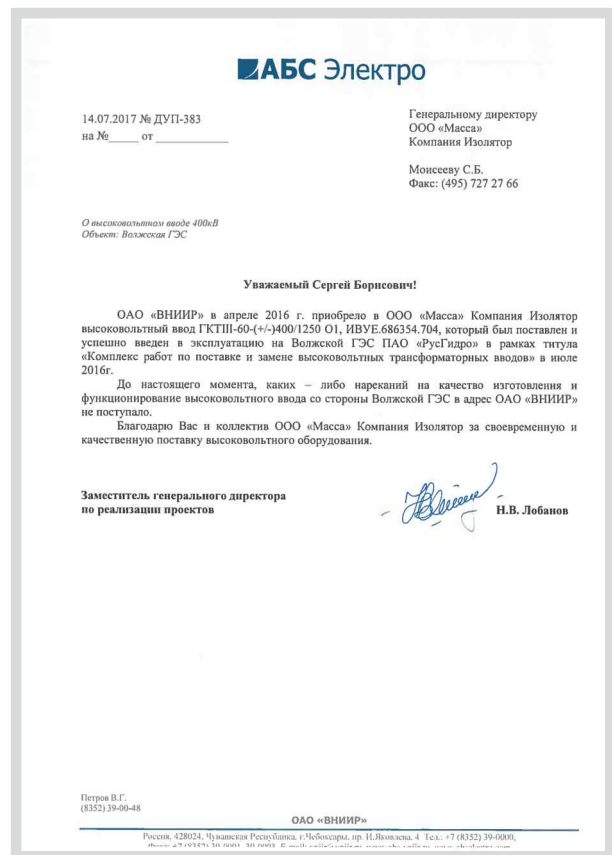 АБС Электро
14.07.2017 № ДУП-383
на №_____ от __________
Генеральному директору
ООО «Масса»
Компания Изолятор
Моисееву С.Б.
Факс: (495) 727 27 66
О высоковольтном вводе 400кВ
Объект: Волжская ГЭС
Уважаемый Сергей Борисович!
ОАО «ВНИИР» в апреле 2016 г. приобрело в ООО «Масса» Компания Изолятор
высоковольтный ввод ГКТIII-60-(+/-)400/1250 О1, ИВУЕ.686354.704, который был поставлен и
успешно введен в эксплуатацию на Волжской ГЭС ПАО «РусГидро» в рамках титула
«Комплекс работ по поставке и замене высоковольтных трансформаторных вводов» в июле
2016г.
До настоящего момента, каких – либо нареканий на качество изготовления и
функционирование высоковольтного ввода со стороны Волжской ГЭС в адрес ОАО «ВНИИР»
не поступало.
Благодарю Вас и коллектив ООО «Масса» Компания Изолятор за своевременную и
качественную поставку высоковольтного оборудования.
Заместитель генерального директора
по реализации проектов
Н.В. Лобанов
Петров В.Г.
(8352) 39-00-48
ОАО «ВНИИР»
Россия, 428024, Чувашская Республика, г.Чебоксары, пр. И.Яковлева, 4 Тел.: +7 (8352) 39-0000,